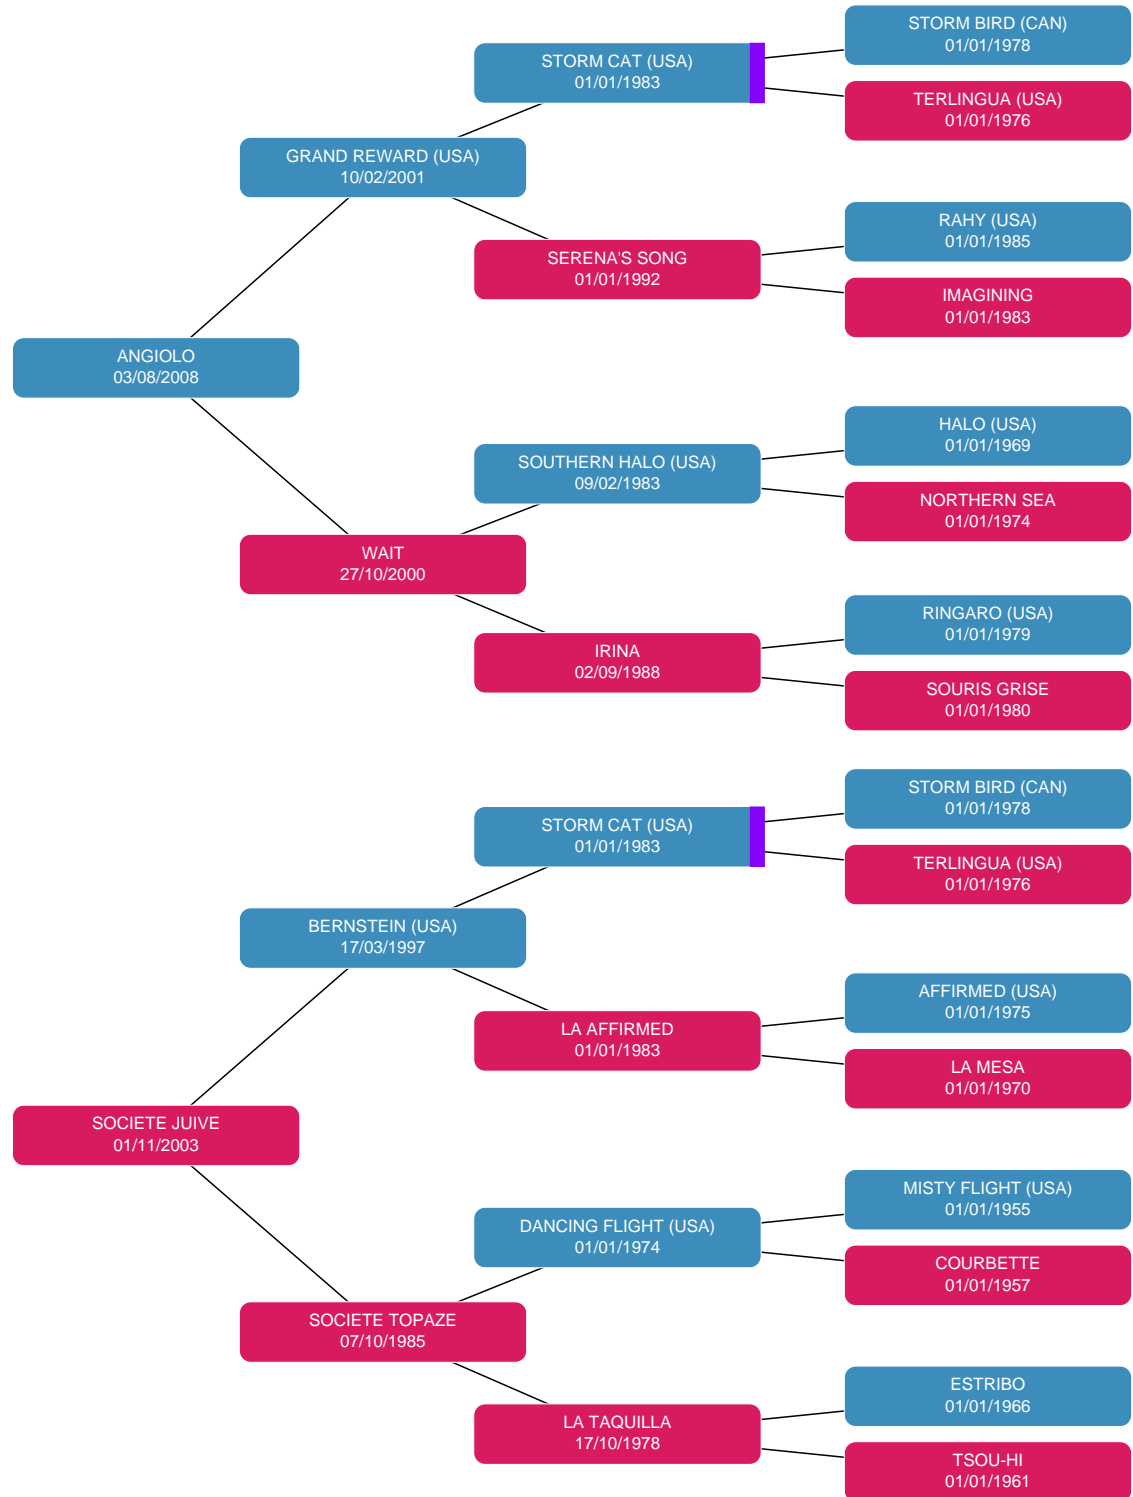 STORM BIRD (CAN)
01/01/1978
STORM CAT (USA)
01/01/1983
TERLINGUA (USA)
01/01/1976
GRAND REWARD (USA)
10/02/2001
RAHY (USA)
01/01/1985
SERENA'S SONG
01/01/1992
IMAGINING
01/01/1983
ANGIOLO
03/08/2008
HALO (USA)
01/01/1969
SOUTHERN HALO (USA)
09/02/1983
NORTHERN SEA
01/01/1974
WAIT
27/10/2000
RINGARO (USA)
01/01/1979
IRINA
02/09/1988
SOURIS GRISE
01/01/1980
STORM BIRD (CAN)
01/01/1978
STORM CAT (USA)
01/01/1983
TERLINGUA (USA)
01/01/1976
BERNSTEIN (USA)
17/03/1997
AFFIRMED (USA)
01/01/1975
LA AFFIRMED
01/01/1983
LA MESA
01/01/1970
SOCIETE JUIVE
01/11/2003
MISTY FLIGHT (USA)
01/01/1955
DANCING FLIGHT (USA)
01/01/1974
COURBETTE
01/01/1957
SOCIETE TOPAZE
07/10/1985
ESTRIBO
01/01/1966
LA TAQUILLA
17/10/1978
TSOU-HI
01/01/1961